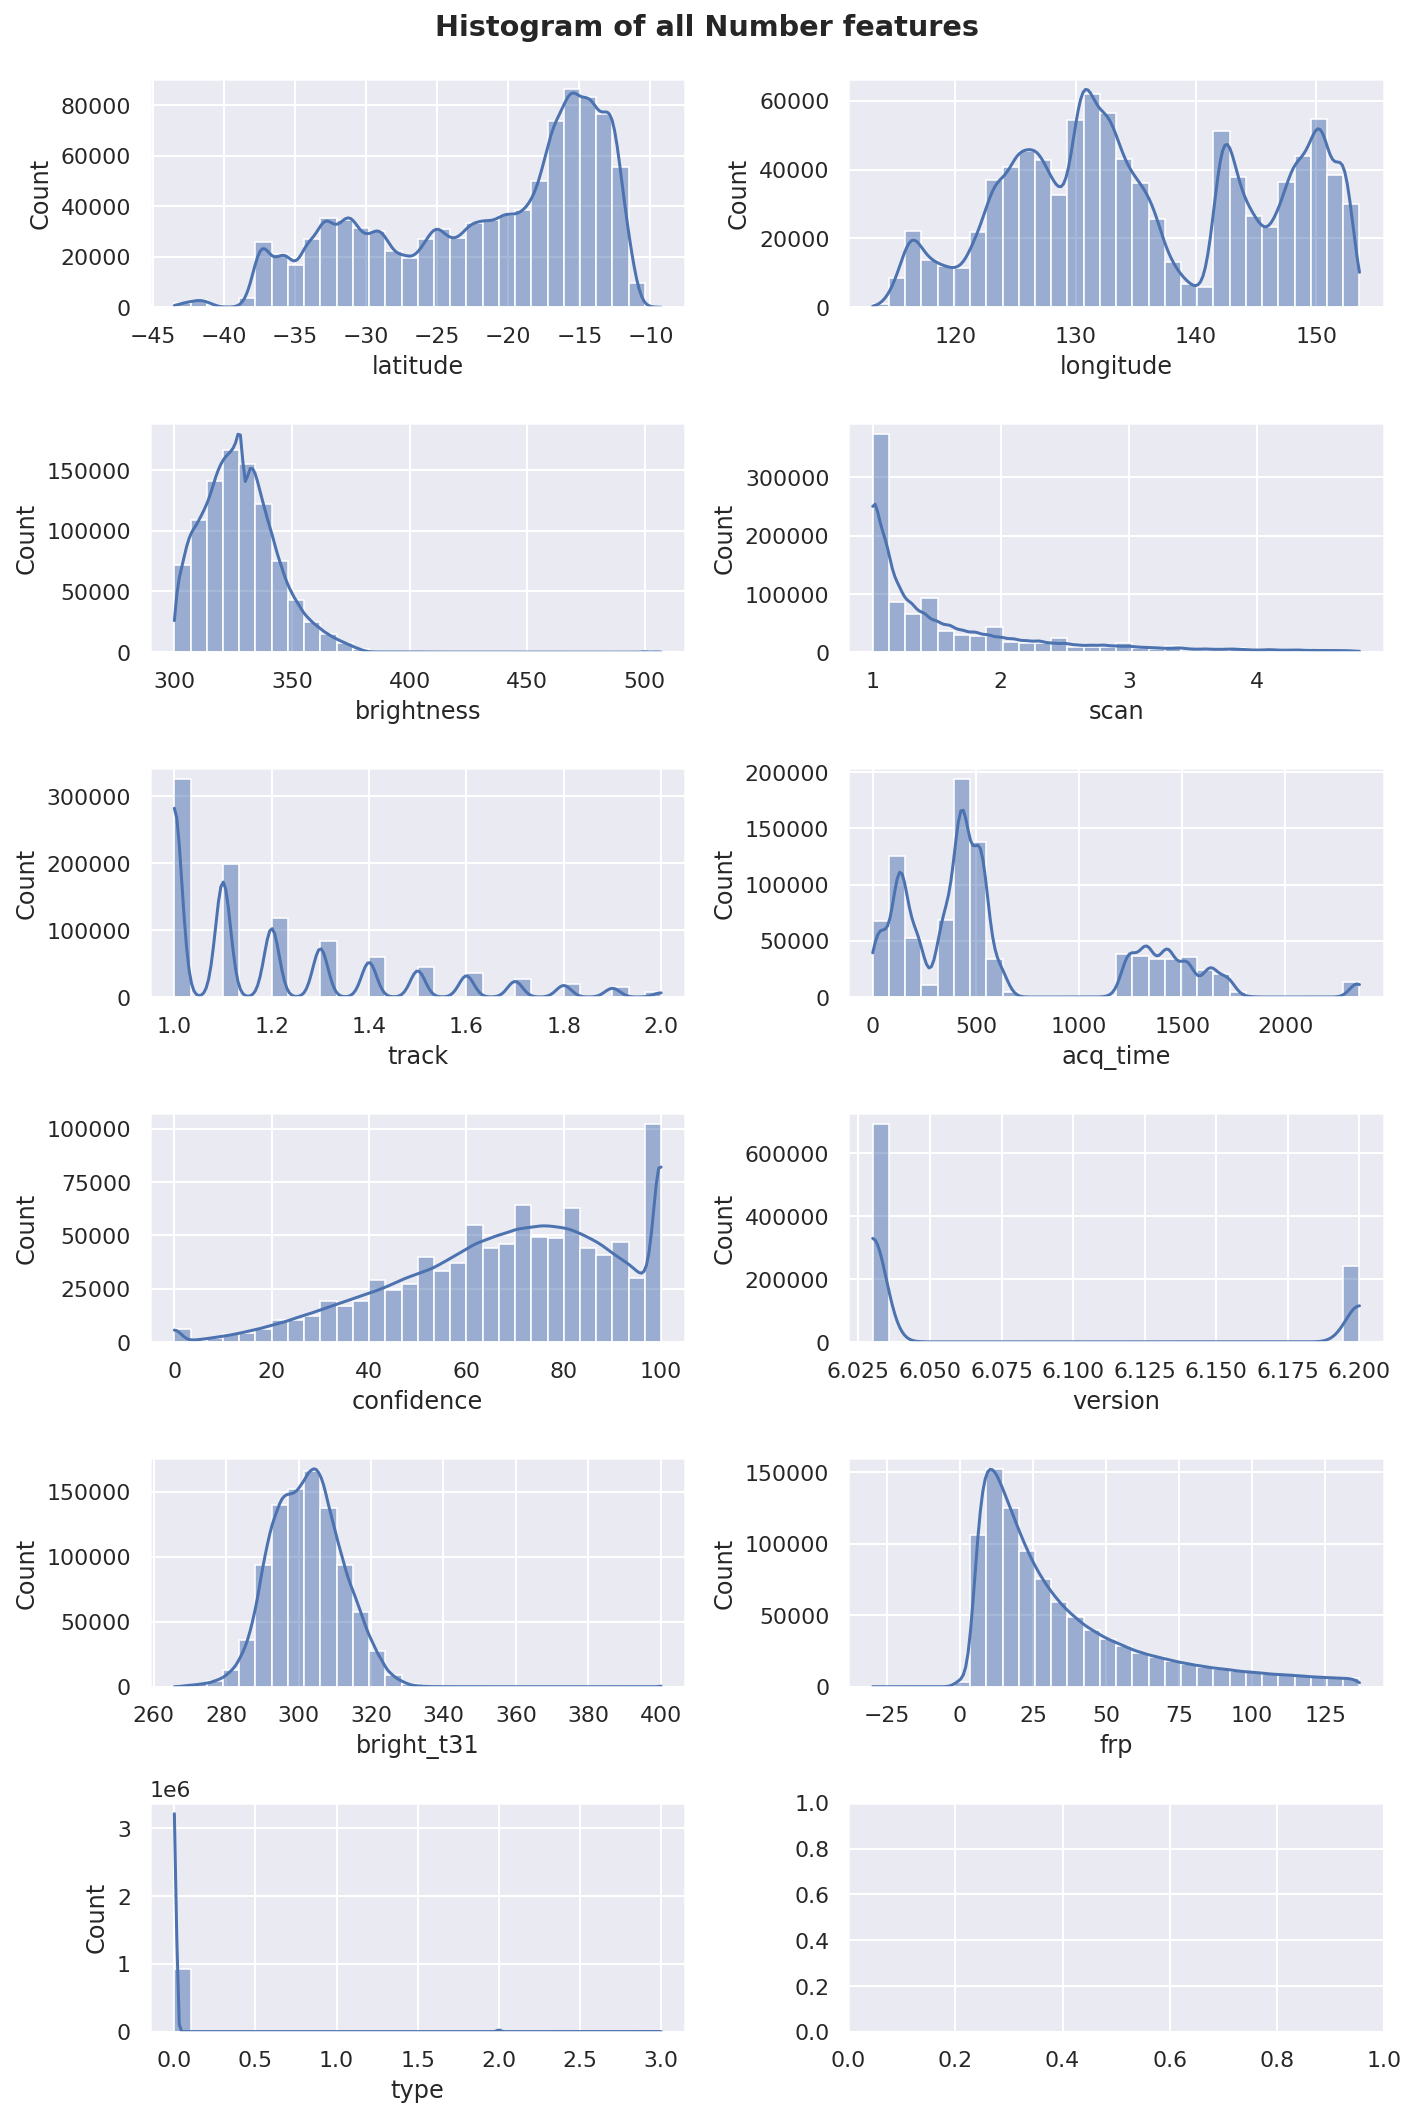 Histogram of all Number features
80000
60000
40000
20000
0
Count
−45 −40 −35 −30 −25 −20 −15 −10
latitude
60000
40000
20000
0
Count
120 130 140 150
longitude
150000
100000
50000
0
Count
300 350 400 450 500
brightness
300000
200000
100000
0
Count
1 2 3 4
scan
300000
200000
100000
0
Count
1.0 1.2 1.4 1.6 1.8 2.0
track
200000
150000
100000
50000
0
Count
0 500 1000 1500 2000
acq_time
100000
75000
50000
25000
0
Count
0 20 40 60 80 100
confidence
600000
400000
200000
0
Count
6.025 6.050 6.075 6.100 6.125 6.150 6.175 6.200
version
150000
100000
50000
0
Count
260 280 300 320 340 360 380 400
bright_t31
150000
100000
50000
0
Count
−25 0 25 50 75 100 125
frp
1e6
3
2
1
0
Count
0.0 0.5 1.0 1.5 2.0 2.5 3.0
type
1.0
0.8
0.6
0.4
0.2
0.0
0.0 0.2 0.4 0.6 0.8 1.0